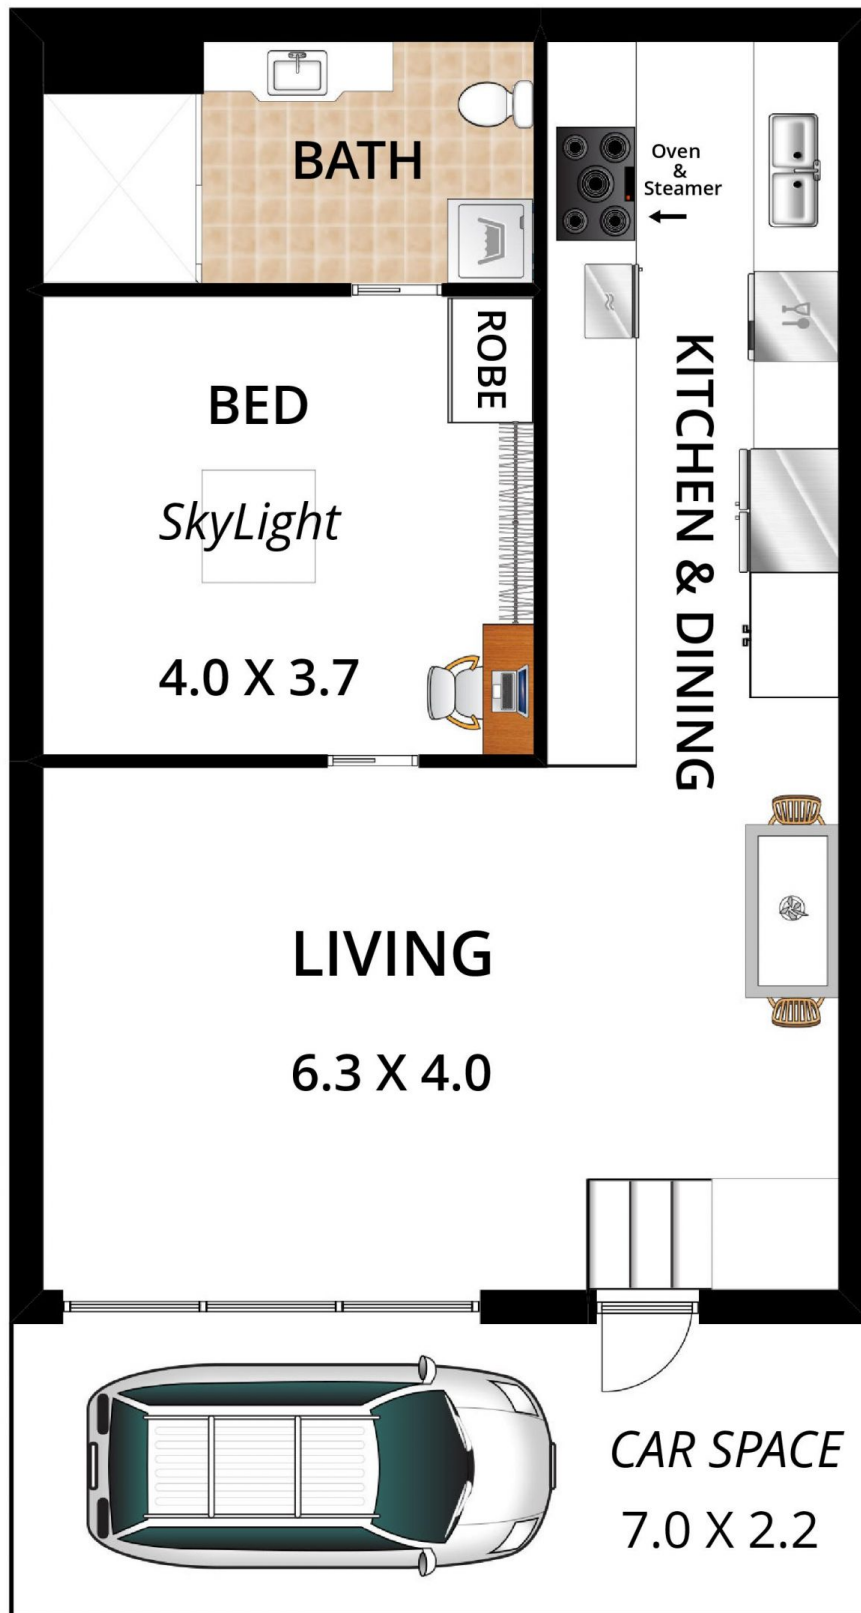 BATH
Oven
&
Steamer
ROBE
BED
SkyLight
4.0 X 3.7
KITCHEN & DINING
LIVING
6.3 X 4.0
CAR SPACE
7.0 X 2.2